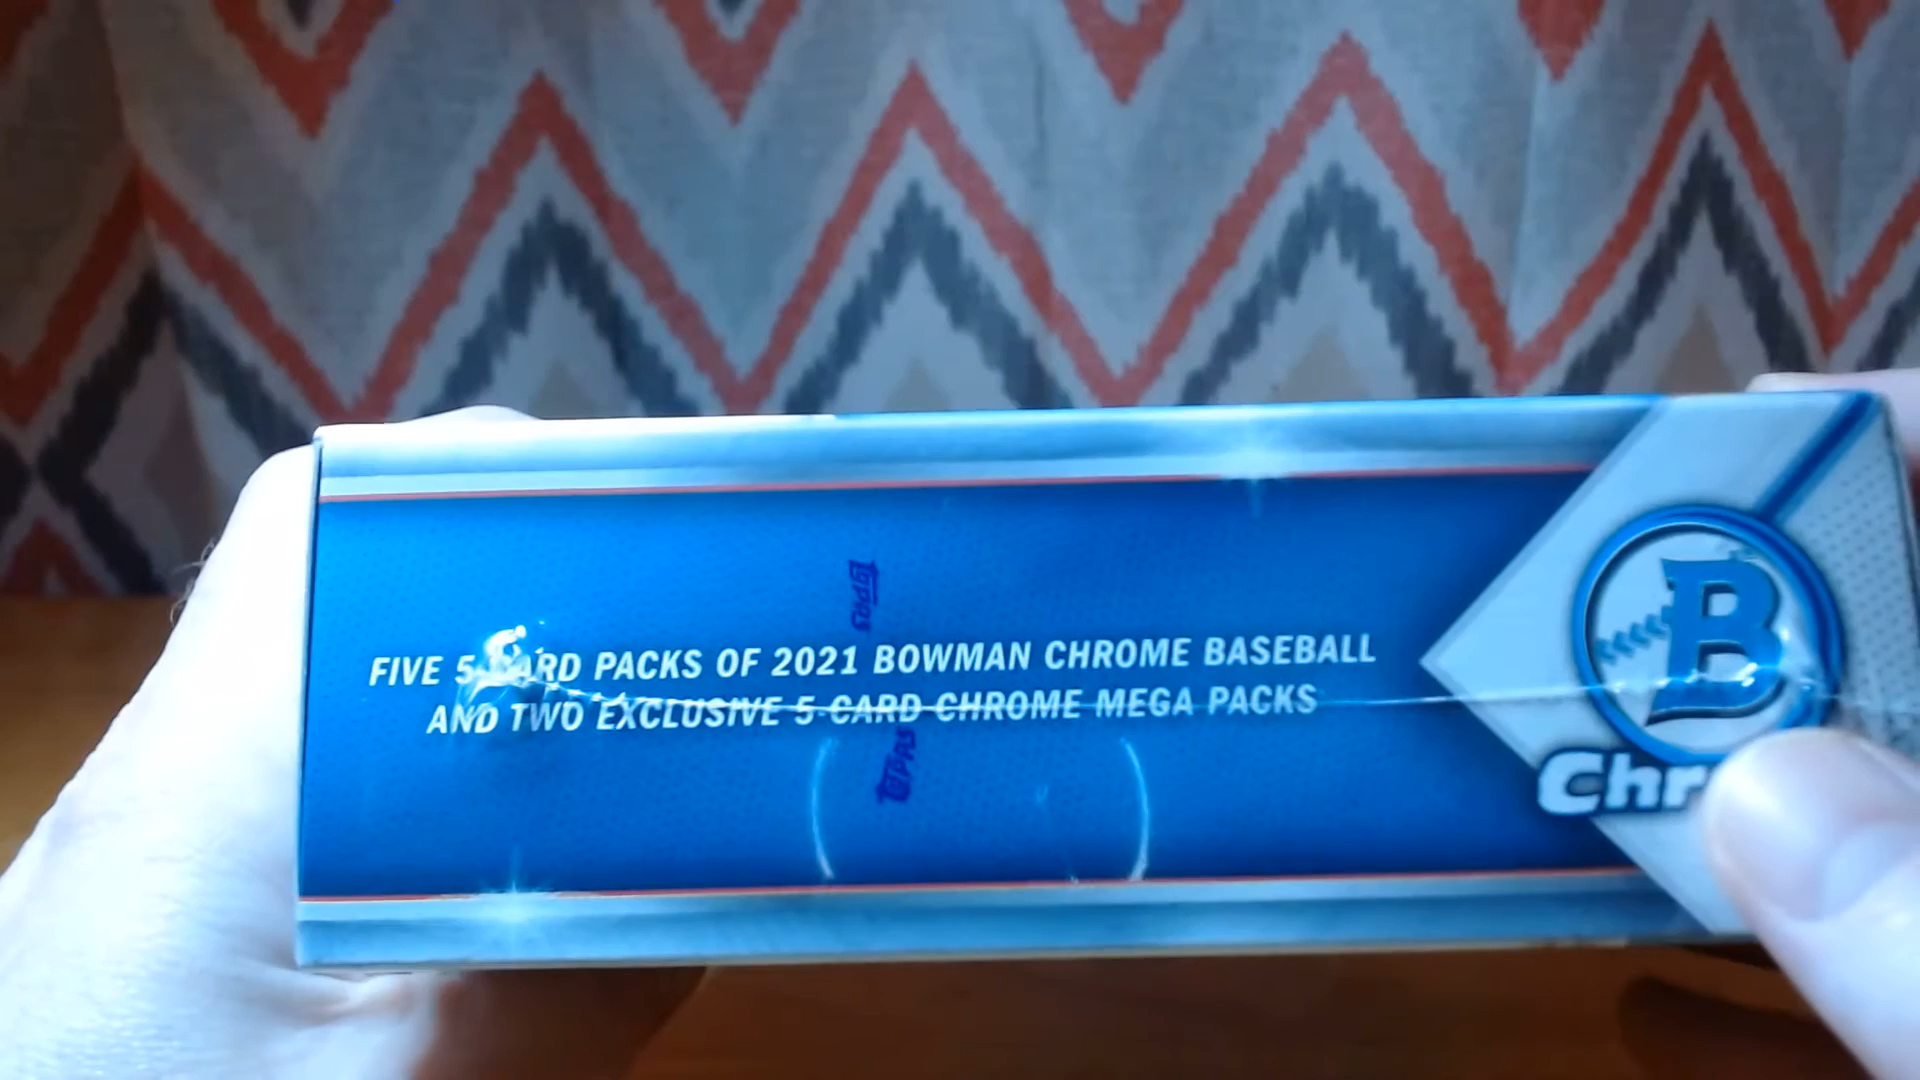 FIVE 5-CARD PACKS OF 2021 BOWMAN CHROME BASEBALL
AND TWO EXCLUSIVE 5-CARD CHROME MEGA PACKS
Topps
Topps
B
Chr